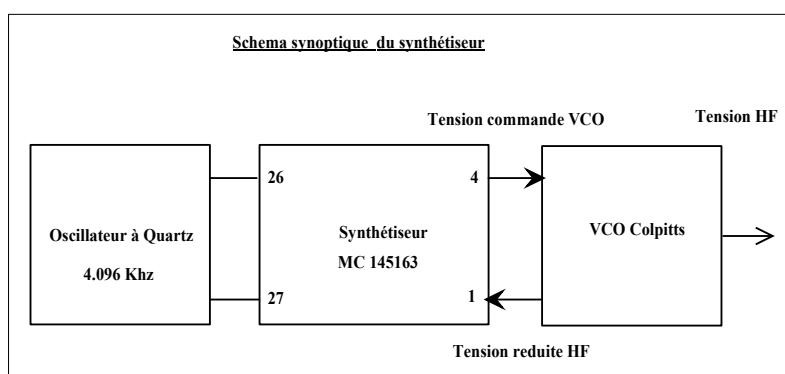 Schema synoptique du synthétiseur
Tension commande VCO
Tension HF
26
4
Oscillateur à Quartz
4.096 Khz
Synthétiseur
MC 145163
VCO Colpitts
27
1
Tension reduite HF